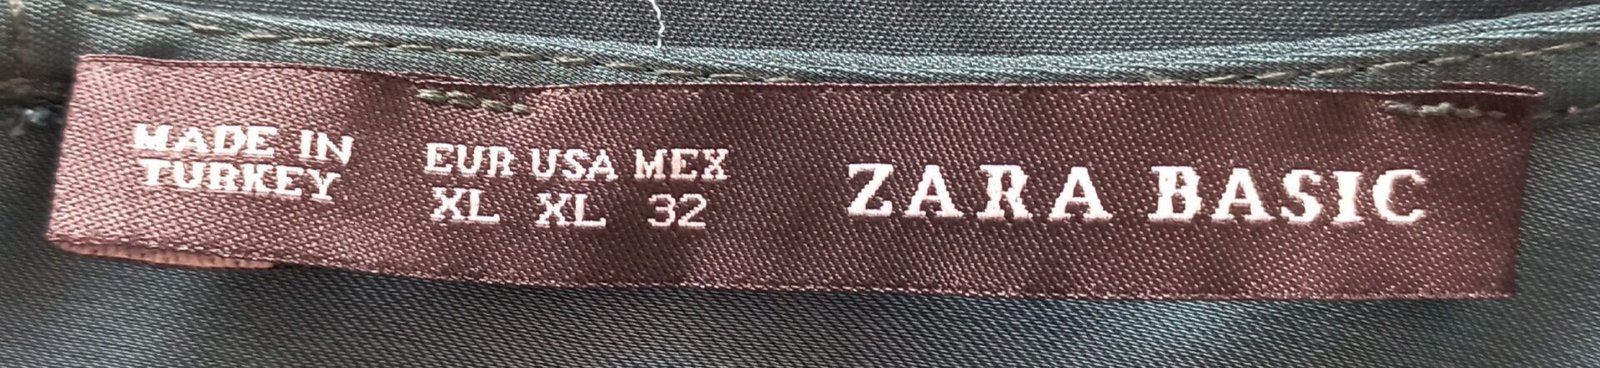 MADE IN
TURKEY
EUR USA MEX
XL XL 32
ZARA BASIC